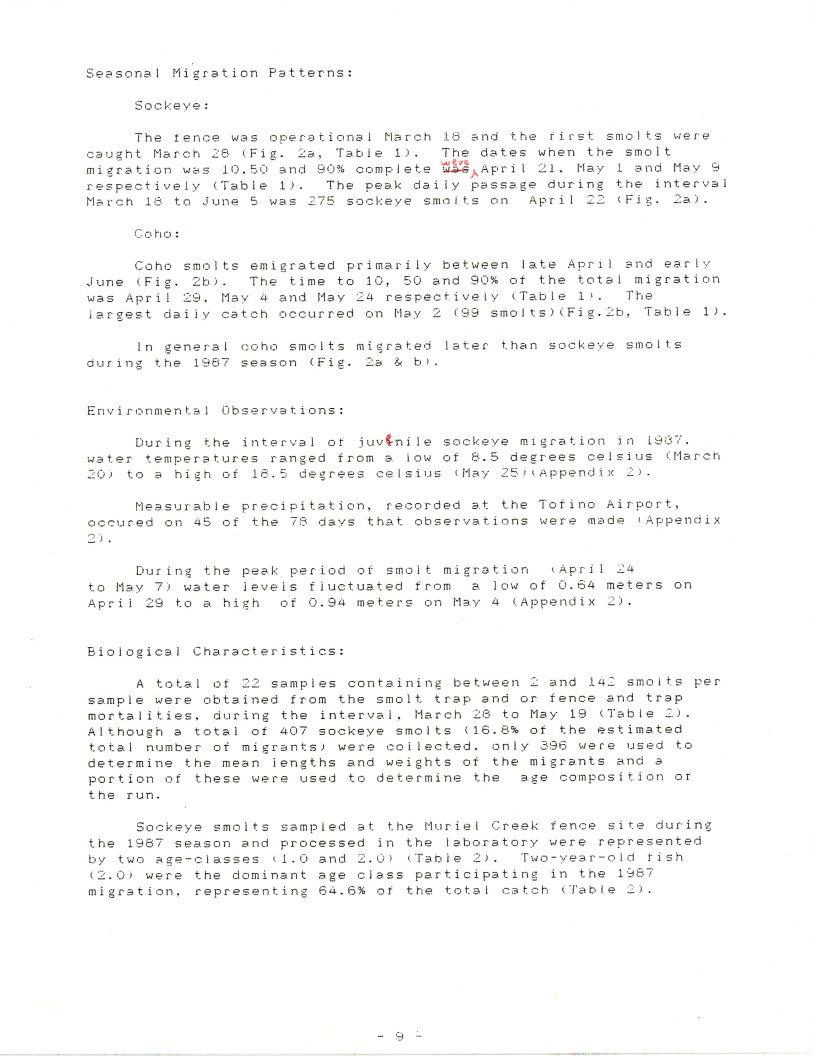 Seasonal Migration Patterns:
Sockeye:
The fence was operational March 18 and the first smolts were
caught March 28 (Fig. 2a, Table 1). The dates when the smolt
migration was 10,50 and 90% complete were April 21, May 1 and May 9
respectively (Table 1). The peak daily passage during the interval
March 18 to June 5 was 275 sockeye smolts on April 22 (Fig. 2a).
Coho:
Coho smolts emigrated primarily between late April and early
June (Fig. 2b). The time to 10, 50 and 90% of the total migration
was April 29, May 4 and May 24 respectively (Table 1). The
largest daily catch occurred on May 2 (99 smolts)(Fig.2b, Table 1).
In general coho smolts migrated later than sockeye smolts
during the 1987 season (Fig. 2a & b).
Environmental Observations:
During the interval of juvenile sockeye migration in 1987,
water temperatures ranged from a low of 8.5 degrees celsius (March
20) to a high of 18.5 degrees celsius (May 25)(Appendix 2).
Measurable precipitation, recorded at the Tofino Airport,
occured on 45 of the 78 days that observations were made (Appendix
2).
During the peak period of smolt migration (April 24
to May 7) water levels fluctuated from a low of 0.64 meters on
April 29 to a high of 0.94 meters on May 4 (Appendix 2).
Biological Characteristics:
A total of 22 samples containing between 2 and 142 smolts per
sample were obtained from the smolt trap and or fence and trap
mortalities, during the interval, March 28 to May 19 (Table 2).
Although a total of 407 sockeye smolts (16.8% of the estimated
total number of migrants) were collected, only 396 were used to
determine the mean lengths and weights of the migrants and a
portion of these were used to determine the age composition of
the run.
Sockeye smolts sampled at the Muriel Creek fence site during
the 1987 season and processed in the laboratory were represented
by two age-classes (1.0 and 2.0) (Table 2). Two-year-old fish
(2.0) were the dominant age class participating in the 1987
migration, representing 64.6% of the total catch (Table 2).
- 9 -